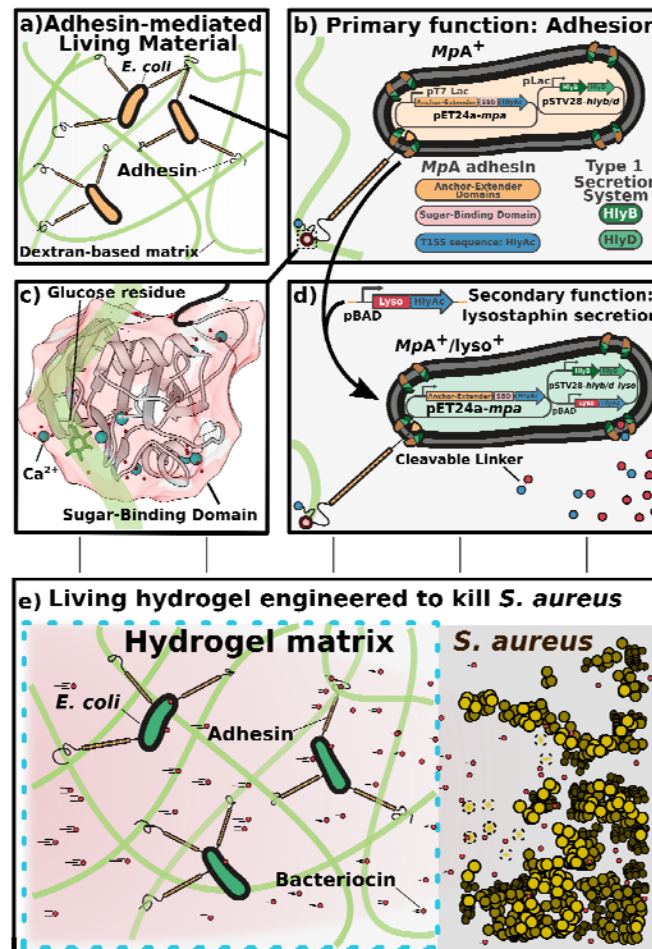 a)Adhesin-mediated
Living Material
E. coli
Adhesin
Dextran-based matrix
b) Primary function: Adhesion
MpA⁺
pT7 Lac
Anchor-Extender SBD HlyAc
pET24a-mpa
pLac
HlyB HlyD
pSTV28-hlyb/d
MpA adhesin
Anchor-Extender
Domains
Sugar-Binding Domain
T1SS sequence: HlyAc
Type 1
Secretion
System
HlyB
HlyD
c) Glucose residue
Ca²⁺
Sugar-Binding Domain
d)
Lyso HlyAc
pBAD
Secondary function:
lysostaphin secretion
MpA⁺/lyso⁺
Anchor-Extender SBD HlyAc
pET24a-mpa
HlyB HlyD
pSTV28-hlyb/d lyso
Lyso HlyAc
pBAD
Cleavable Linker
e) Living hydrogel engineered to kill S. aureus
Hydrogel matrix
S. aureus
E. coli
Adhesin
Bacteriocin